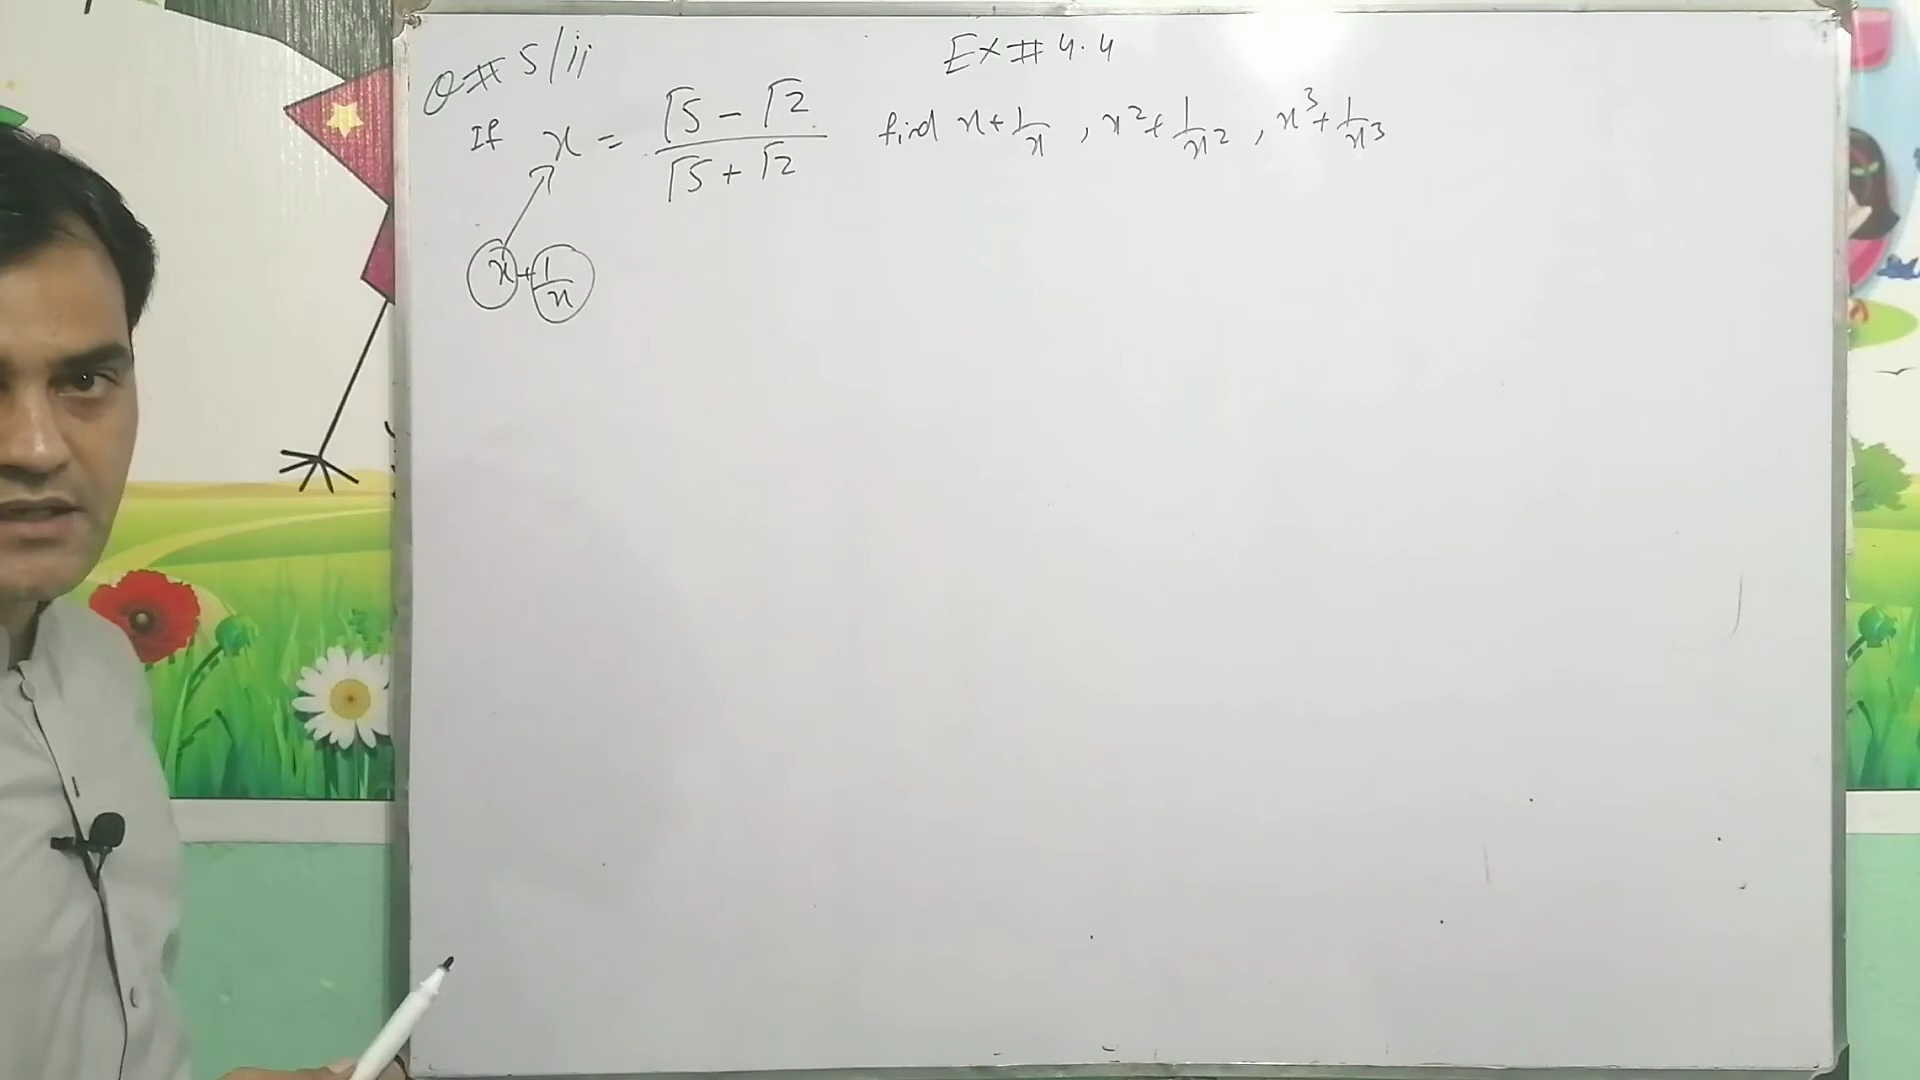 Q# 5/ii
Ex # 4.4
If x = (√5 - √2)/(√5 + √2) find x + 1/x , x² + 1/x² , x³ + 1/x³
x + 1/x